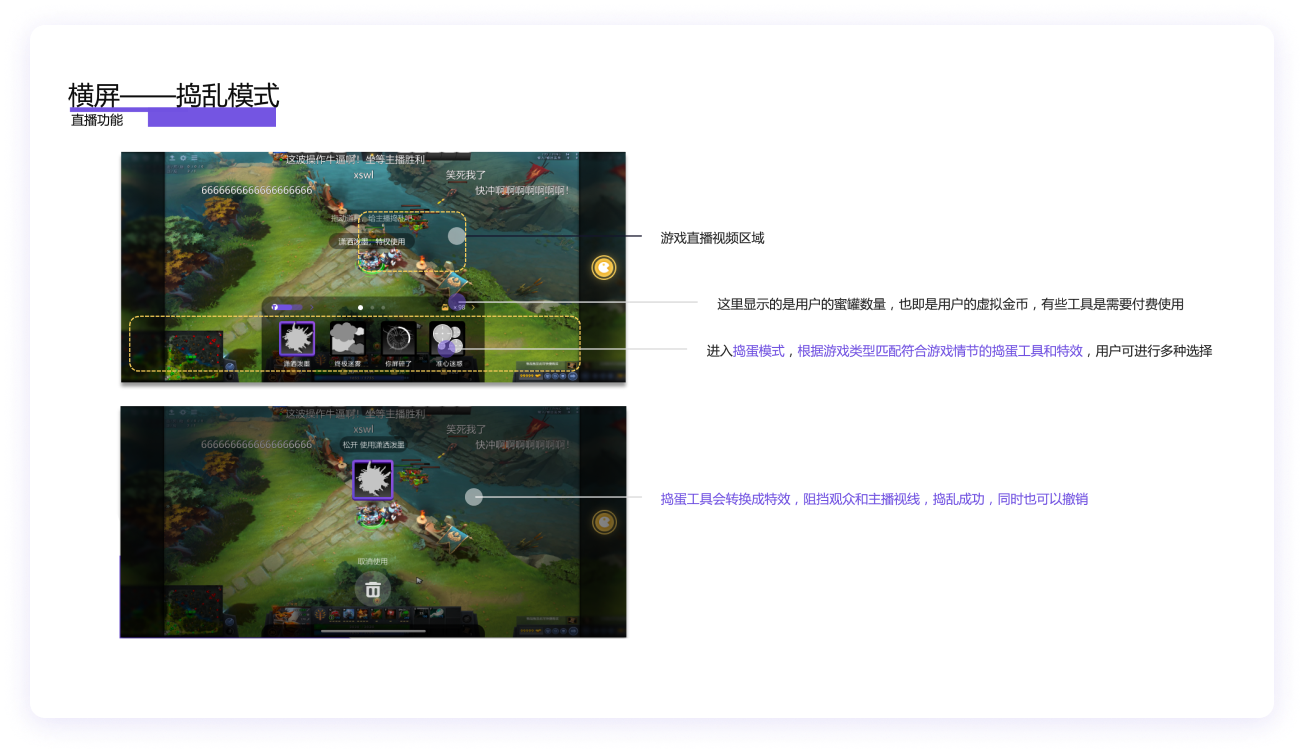 横屏——捣乱模式
直播功能
这波操作牛逼啊！坐等主播胜利
xswl
笑死我了
6666666666666666666
快冲啊啊啊啊啊啊啊！
潇洒泼墨，特权使用
潇洒泼墨
终极迷雾
你屏碎了
准心迷惑
游戏直播视频区域
这里显示的是用户的蜜罐数量，也即是用户的虚拟金币，有些工具是需要付费使用
进入捣蛋模式，根据游戏类型匹配符合游戏情节的捣蛋工具和特效，用户可进行多种选择
这波操作牛逼啊！坐等主播胜利
xswl
笑死我了
6666666666666666666
松开 使用潇洒泼墨
快冲啊啊啊啊啊啊啊！
取消使用
捣蛋工具会转换成特效，阻挡观众和主播视线，捣乱成功，同时也可以撤销